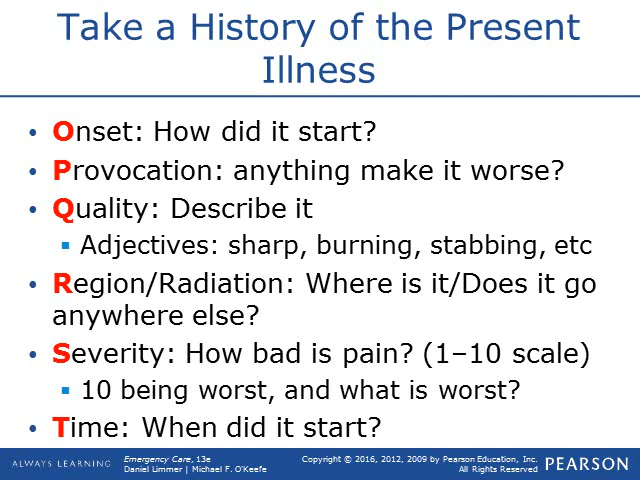 Take a History of the Present
Illness
• Onset: How did it start?
• Provocation: anything make it worse?
• Quality: Describe it
▪ Adjectives: sharp, burning, stabbing, etc
• Region/Radiation: Where is it/Does it go
anywhere else?
• Severity: How bad is pain? (1–10 scale)
▪ 10 being worst, and what is worst?
• Time: When did it start?
ALWAYS LEARNING
Emergency Care, 13e
Daniel Limmer | Michael F. O'Keefe
Copyright © 2016, 2012, 2009 by Pearson Education, Inc.
All Rights Reserved
PEARSON